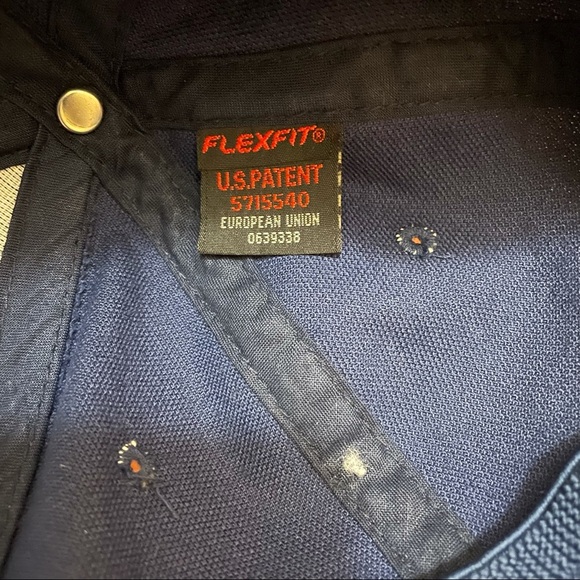 FLEXFIT®
U.S.PATENT
5715540
EUROPEAN UNION
0639338